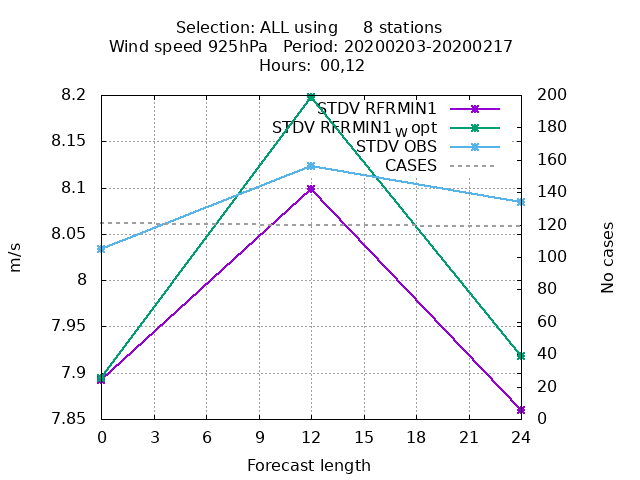 Selection: ALL using     8 stations
Wind speed 925hPa   Period: 20200203-20200217
Hours:  00,12
STDV RFRMIN1
STDV RFRMIN1 w opt
STDV OBS
CASES
8.2
8.15
8.1
8.05
8
7.95
7.9
7.85
200
180
160
140
120
100
80
60
40
20
0
m/s
No cases
0 3 6 9 12 15 18 21 24
Forecast length